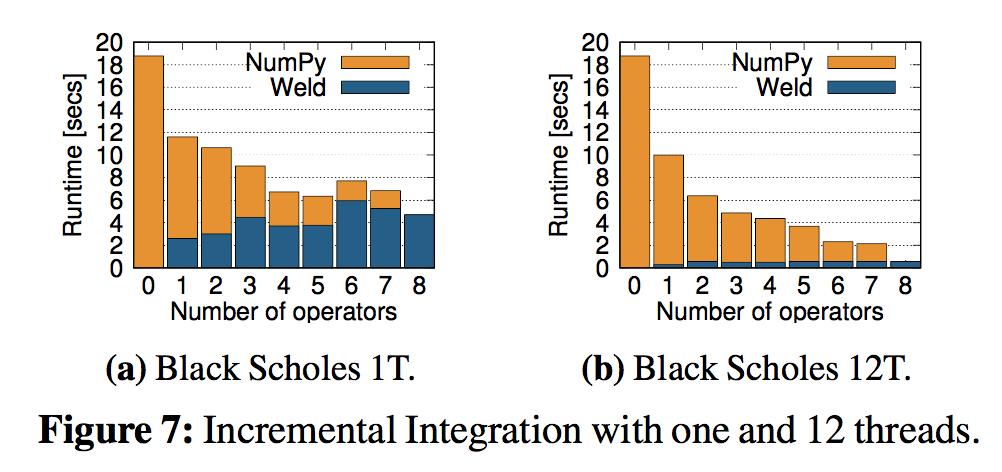 20
18
16
14
12
10
8
6
4
2
0
Runtime [secs]
NumPy
Weld
0 1 2 3 4 5 6 7 8
Number of operators
(a) Black Scholes 1T.
20
18
16
14
12
10
8
6
4
2
0
Runtime [secs]
NumPy
Weld
0 1 2 3 4 5 6 7 8
Number of operators
(b) Black Scholes 12T.
Figure 7: Incremental Integration with one and 12 threads.